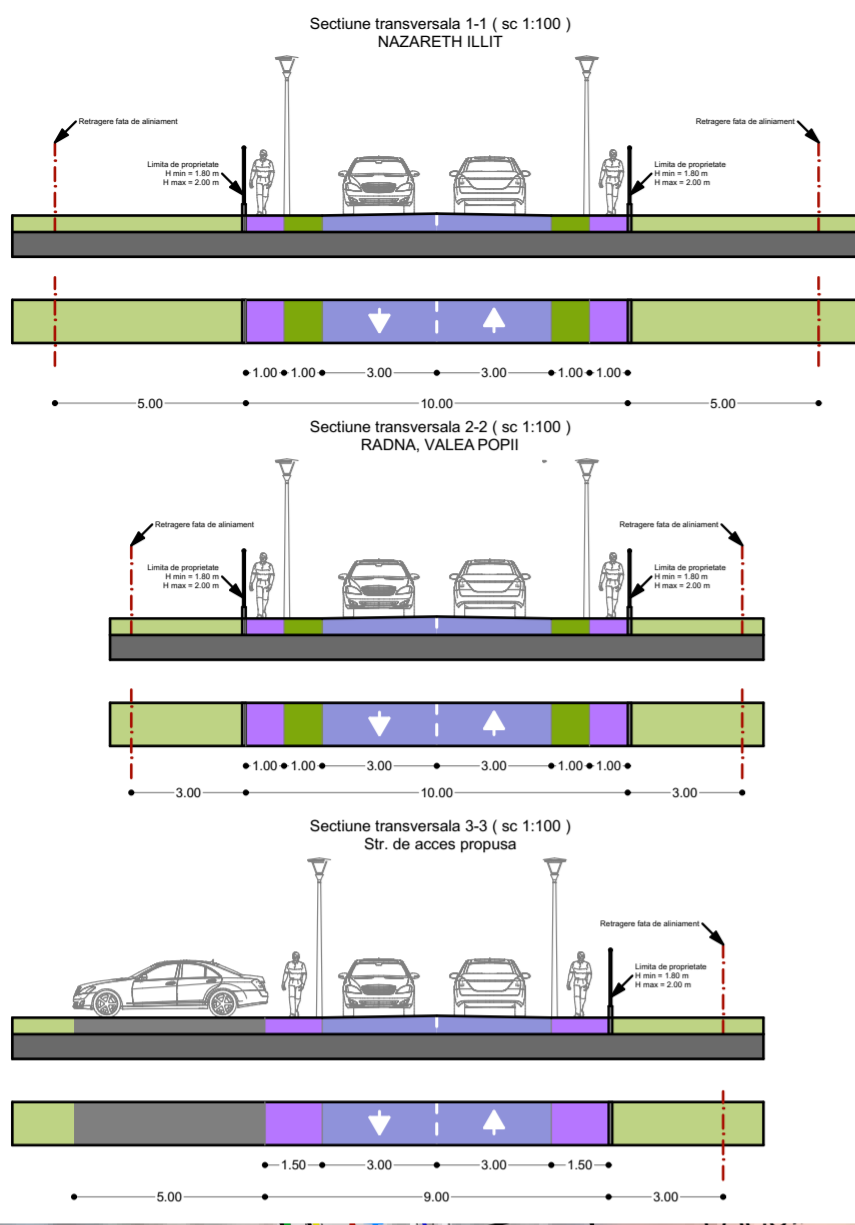 Sectiune transversala 1-1 ( sc 1:100 )
NAZARETH ILLIT
Retragere fata de aliniament
Retragere fata de aliniament
Limita de proprietate
H min = 1.80 m
H max = 2.00 m
Limita de proprietate
H min = 1.80 m
H max = 2.00 m
1.00 1.00 3.00 3.00 1.00 1.00
5.00 10.00 5.00
Sectiune transversala 2-2 ( sc 1:100 )
RADNA, VALEA POPII
Retragere fata de aliniament
Retragere fata de aliniament
Limita de proprietate
H min = 1.80 m
H max = 2.00 m
Limita de proprietate
H min = 1.80 m
H max = 2.00 m
1.00 1.00 3.00 3.00 1.00 1.00
3.00 10.00 3.00
Sectiune transversala 3-3 ( sc 1:100 )
Str. de acces propusa
Retragere fata de aliniament
Limita de proprietate
H min = 1.80 m
H max = 2.00 m
1.50 3.00 3.00 1.50
5.00 9.00 3.00